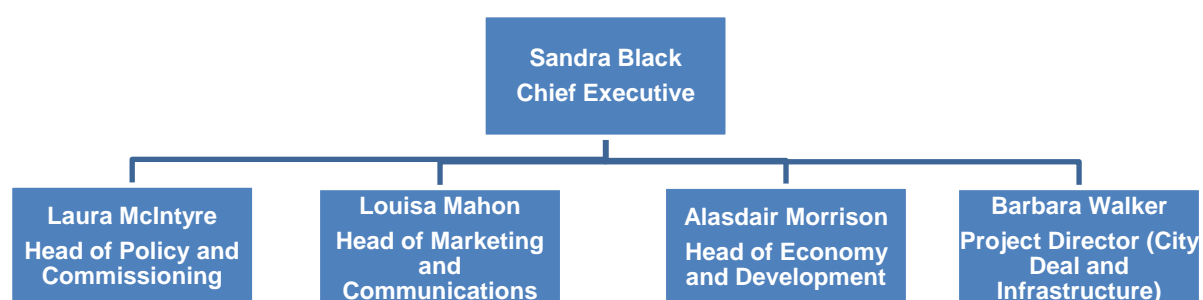 Sandra Black
Chief Executive
Laura McIntyre
Head of Policy and
Commissioning
Louisa Mahon
Head of Marketing
and
Communications
Alasdair Morrison
Head of Economy
and Development
Barbara Walker
Project Director (City
Deal and
Infrastructure)